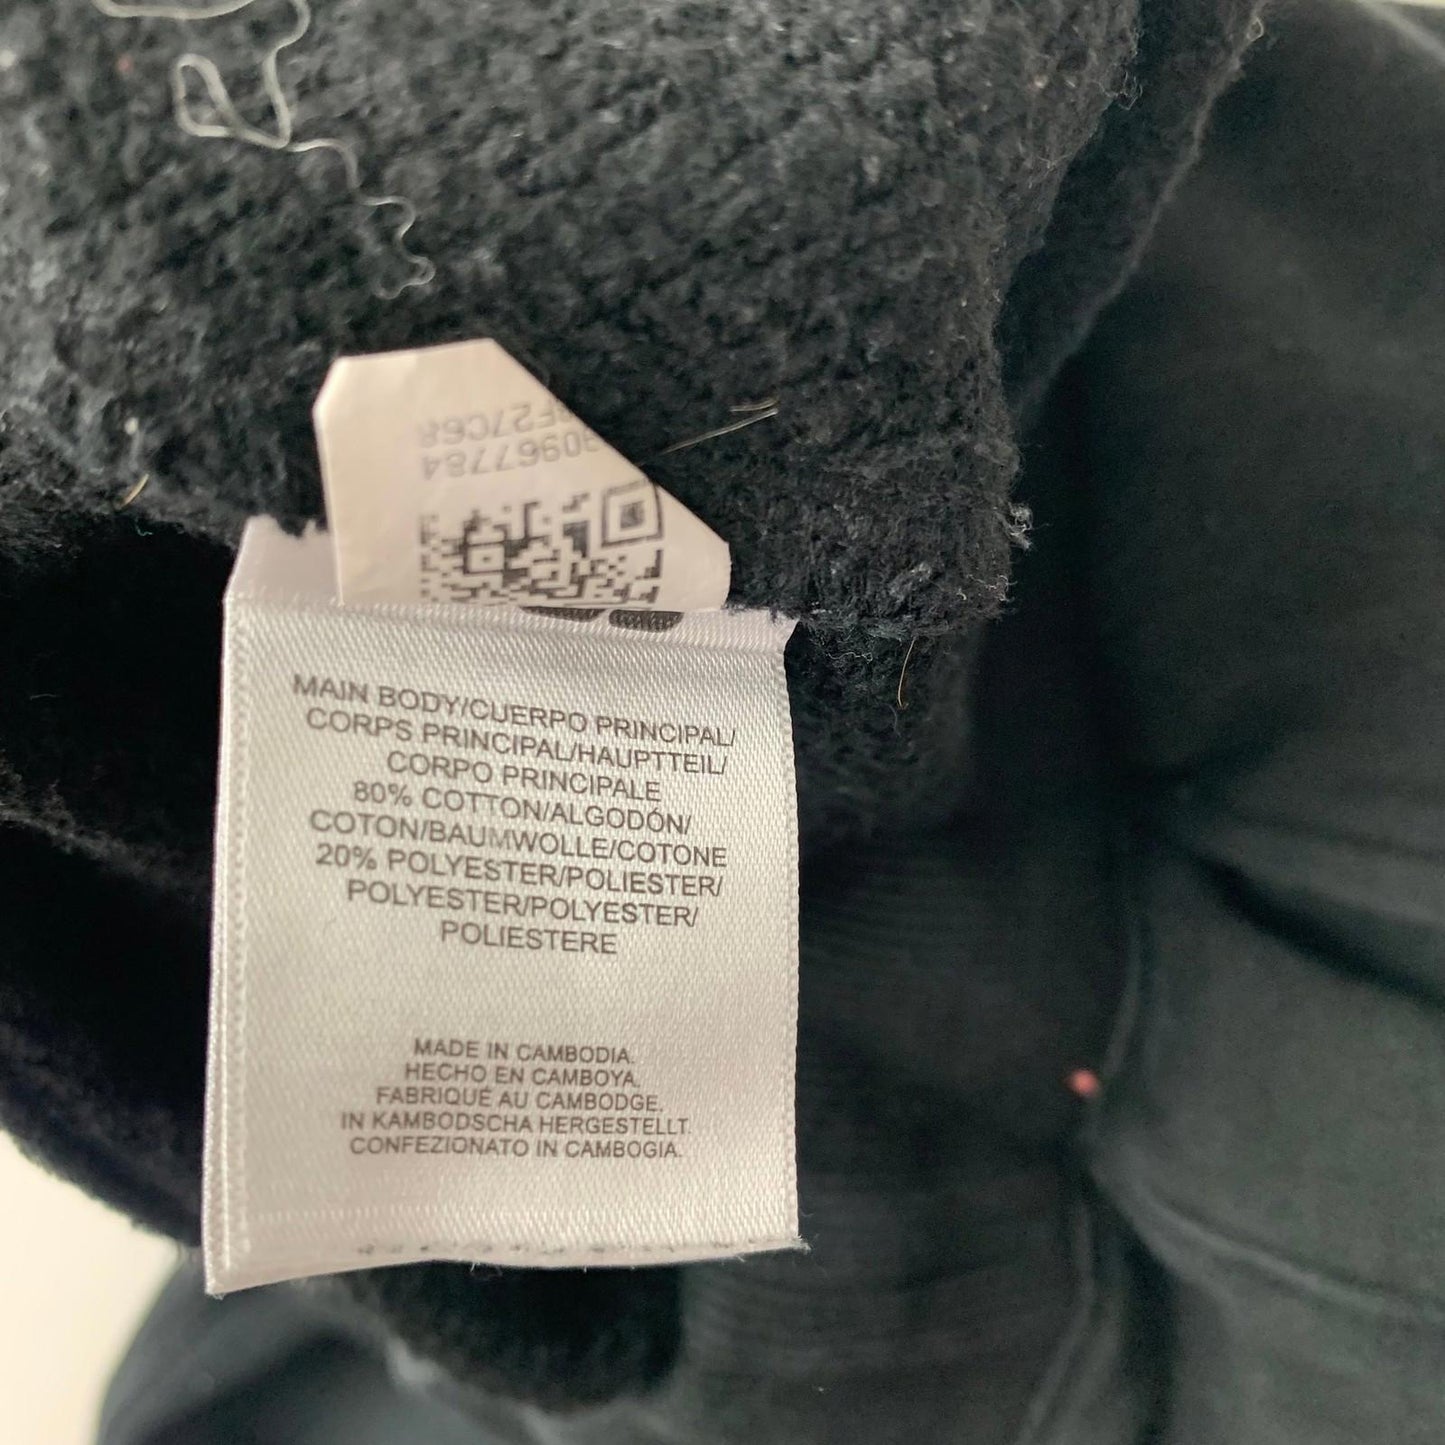 MAIN BODY/CUERPO PRINCIPAL/
CORPS PRINCIPAL/HAUPTTEIL/
CORPO PRINCIPALE
80% COTTON/ALGODÓN/
COTON/BAUMWOLLE/COTONE
20% POLYESTER/POLIESTER/
POLYESTER/POLYESTER/
POLIESTERE
MADE IN CAMBODIA.
HECHO EN CAMBOYA.
FABRIQUÉ AU CAMBODGE.
IN KAMBODSCHA HERGESTELLT.
CONFEZIONATO IN CAMBOGIA.